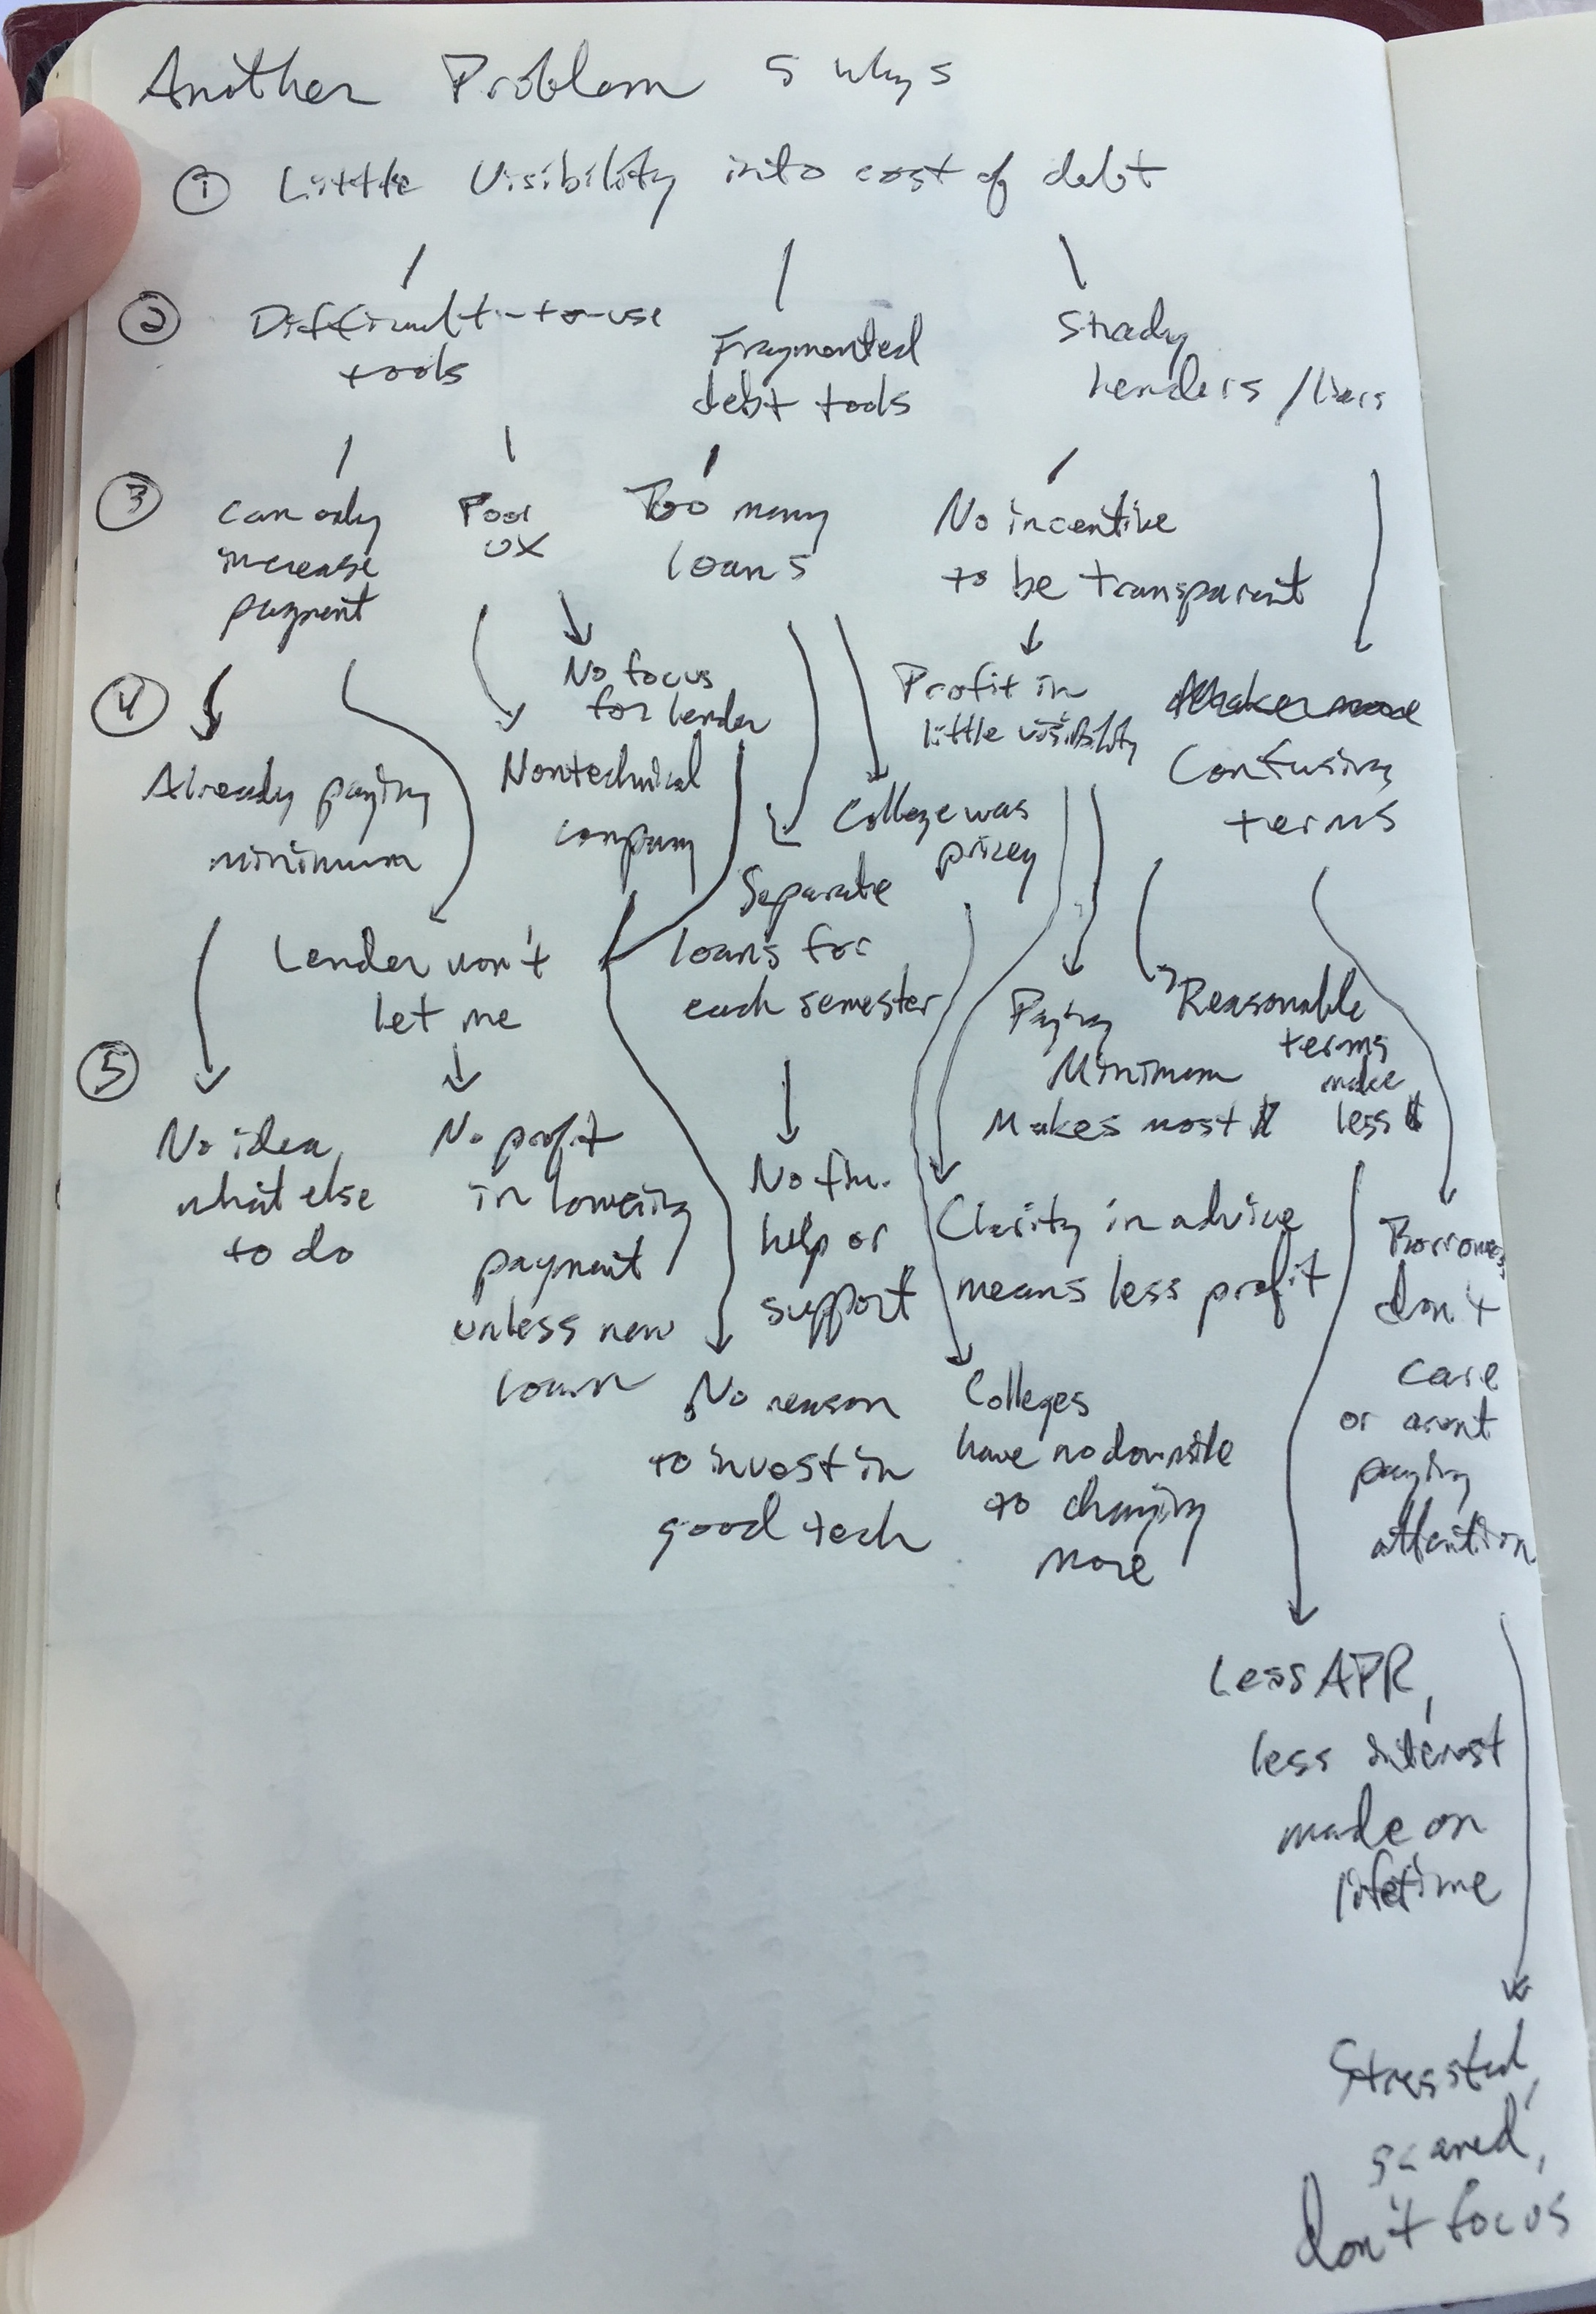 Another Problem 5 whys
① Little Visibility into cost of debt
② Difficult-to-use
tools
Fragmented
debt tools
Shady
Lenders / liars
③ Can only
increase
payment
Poor
UX
Too many
loans
No incentive
to be transparent
④ Already paying
minimum
Lender won't
let me
No focus
for lender
Nontechnical
company
Separate
loans for
each semester
College was
pricey
Profit in
little visibility
Confusing
terms
⑤ No idea
what else
to do
No profit
in lowering
payment
unless new
loan
No reason
to invest in
good tech
No fin.
help or
support
Colleges
have no downside
to charging
more
Clarity in advice
means less profit
Paying
Minimum
Makes most $
Reasonable
terms
make
less $
Borrowers
don't
care
or arent
paying
attention
Less APR,
less interest
made on
lifetime
Stressted,
scared,
don't focus